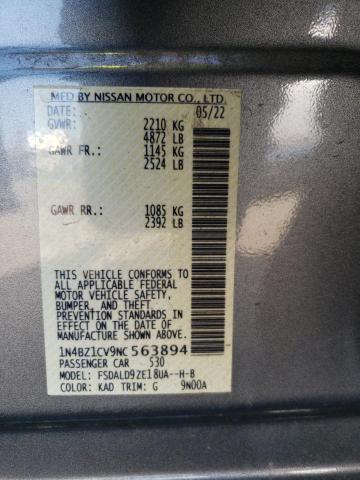 MFD BY NISSAN MOTOR CO., LTD
DATE: 05/22
GVWR: 2210 KG
4872 LB
GAWR FR.: 1145 KG
2524 LB
GAWR RR.: 1085 KG
2392 LB
THIS VEHICLE CONFORMS TO
ALL APPLICABLE FEDERAL
MOTOR VEHICLE SAFETY,
BUMPER, AND THEFT
PREVENTION STANDARDS
IN EFFECT ON THE DATE OF
MANUFACTURE SHOWN ABOVE.
1N4BZ1CV9NC 563894
PASSENGER CAR 530
MODEL: FSDALD9ZE18UA--H-B
COLOR: KAD TRIM: G 9N00A